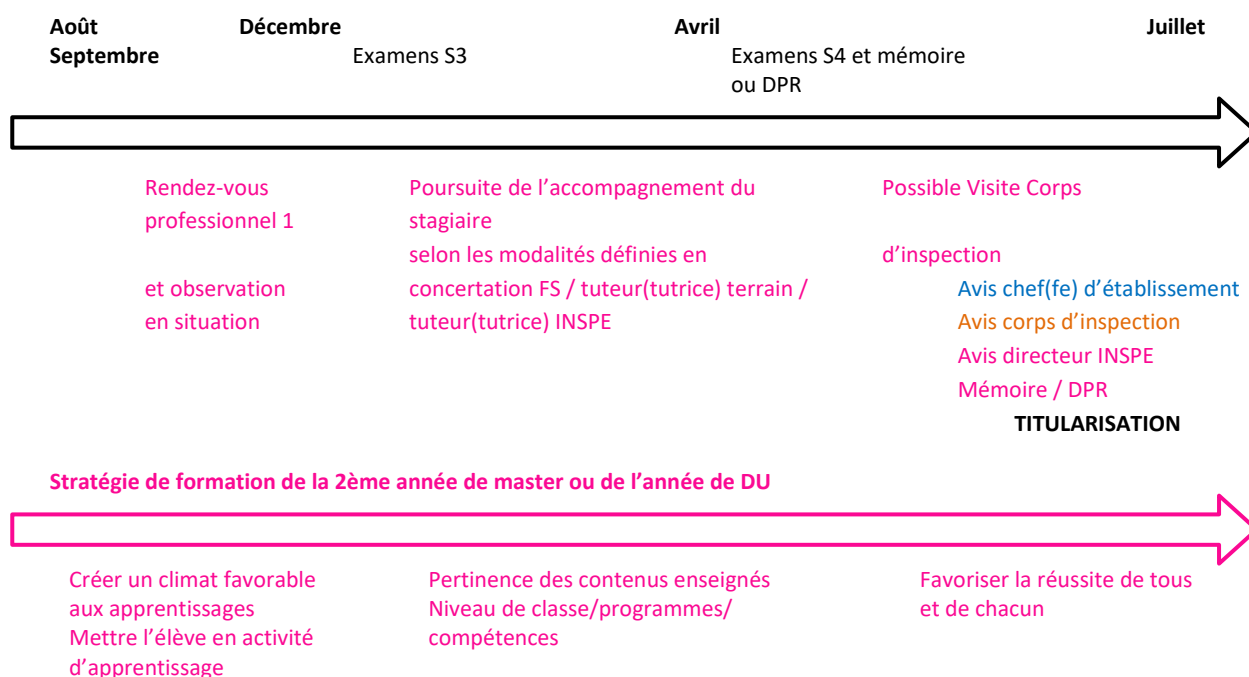 Août Décembre Avril Juillet
Septembre Examens S3 Examens S4 et mémoire
ou DPR
Rendez-vous
professionnel 1
et observation
en situation
Poursuite de l’accompagnement du
stagiaire
selon les modalités définies en
concertation FS / tuteur(tutrice) terrain /
tuteur(tutrice) INSPE
Possible Visite Corps
d’inspection
Avis chef(fe) d’établissement
Avis corps d’inspection
Avis directeur INSPE
Mémoire / DPR
TITULARISATION
Stratégie de formation de la 2ème année de master ou de l’année de DU
Créer un climat favorable
aux apprentissages
Mettre l’élève en activité
d’apprentissage
Pertinence des contenus enseignés
Niveau de classe/programmes/
compétences
Favoriser la réussite de tous
et de chacun